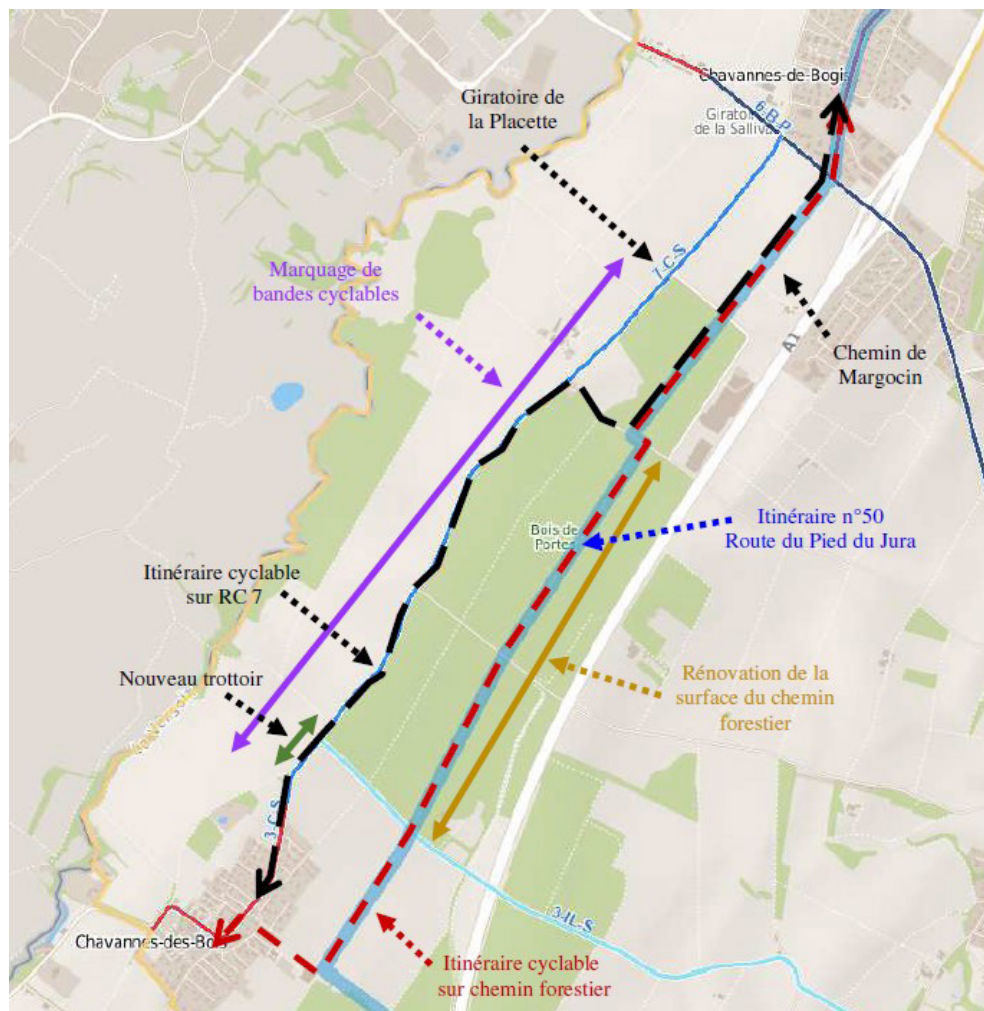 Chavannes-de-Bogis
Giratoire de
la Placette
6-B-P
de la Sallivaz
7-C-S
Marquage de
bandes cyclables
A1
Chemin de
Margocin
Itinéraire n°50
Route du Pied du Jura
Bois de
Portes
Itinéraire cyclable
sur RC 7
Nouveau trottoir
Rénovation de la
surface du chemin
forestier
3-C-S
3-IL-S
Chavannes-des-Bois
Itinéraire cyclable
sur chemin forestier